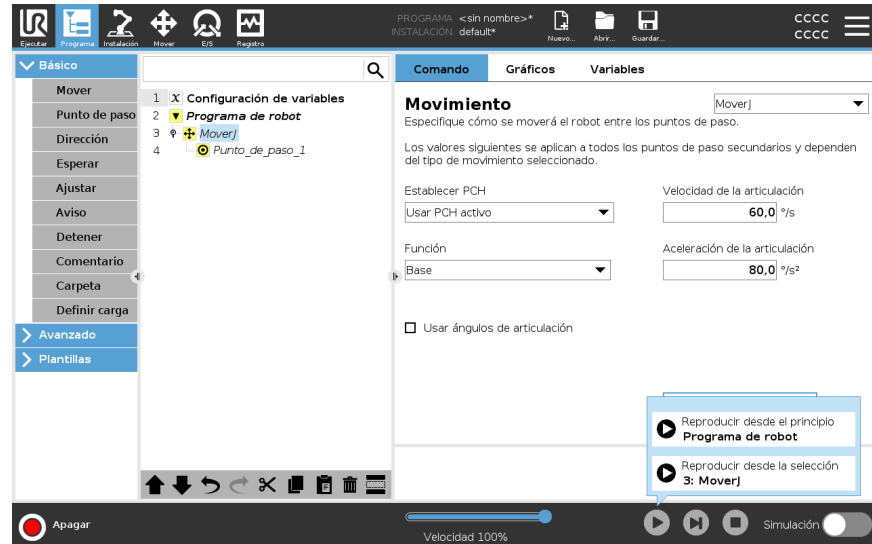 UR
PROGRAMA <sin nombre>*
INSTALACIÓN default*
CCCC
CCCC
Ejecutar Programa Instalación Mover E/S Registro Nuevo... Abrir... Guardar...
Básico
Mover
Punto de paso
Dirección
Esperar
Ajustar
Aviso
Detener
Comentario
Carpeta
Definir carga
Avanzado
Plantillas
1 X Configuración de variables
2 Programa de robot
3 MoverJ
4 Punto_de_paso_1
Comando Gráficos Variables
Movimiento MoverJ
Especifique cómo se moverá el robot entre los puntos de paso.
Los valores siguientes se aplican a todos los puntos de paso secundarios y dependen
del tipo de movimiento seleccionado.
Establecer PCH Velocidad de la articulación
Usar PCH activo 60,0 °/s
Función Aceleración de la articulación
Base 80,0 °/s²
Usar ángulos de articulación
Reproducir desde el principio
Programa de robot
Reproducir desde la selección
3: MoverJ
Apagar
Velocidad 100%
Simulación